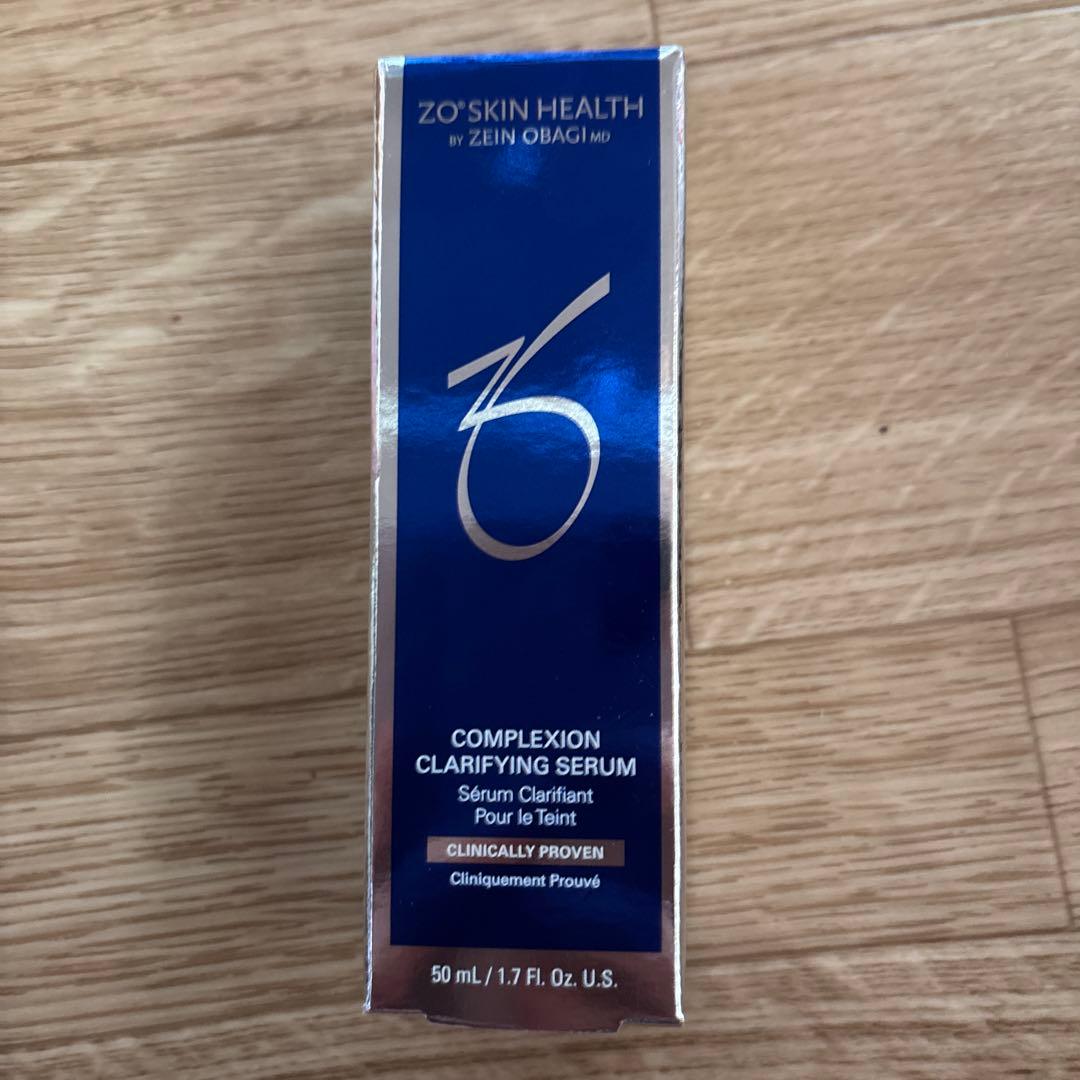 ZO® SKIN HEALTH
BY ZEIN OBAGI MD
ZO
COMPLEXION
CLARIFYING SERUM
Sérum Clarifiant
Pour le Teint
CLINICALLY PROVEN
Cliniquement Prouvé
50 mL / 1.7 Fl. Oz. U.S.